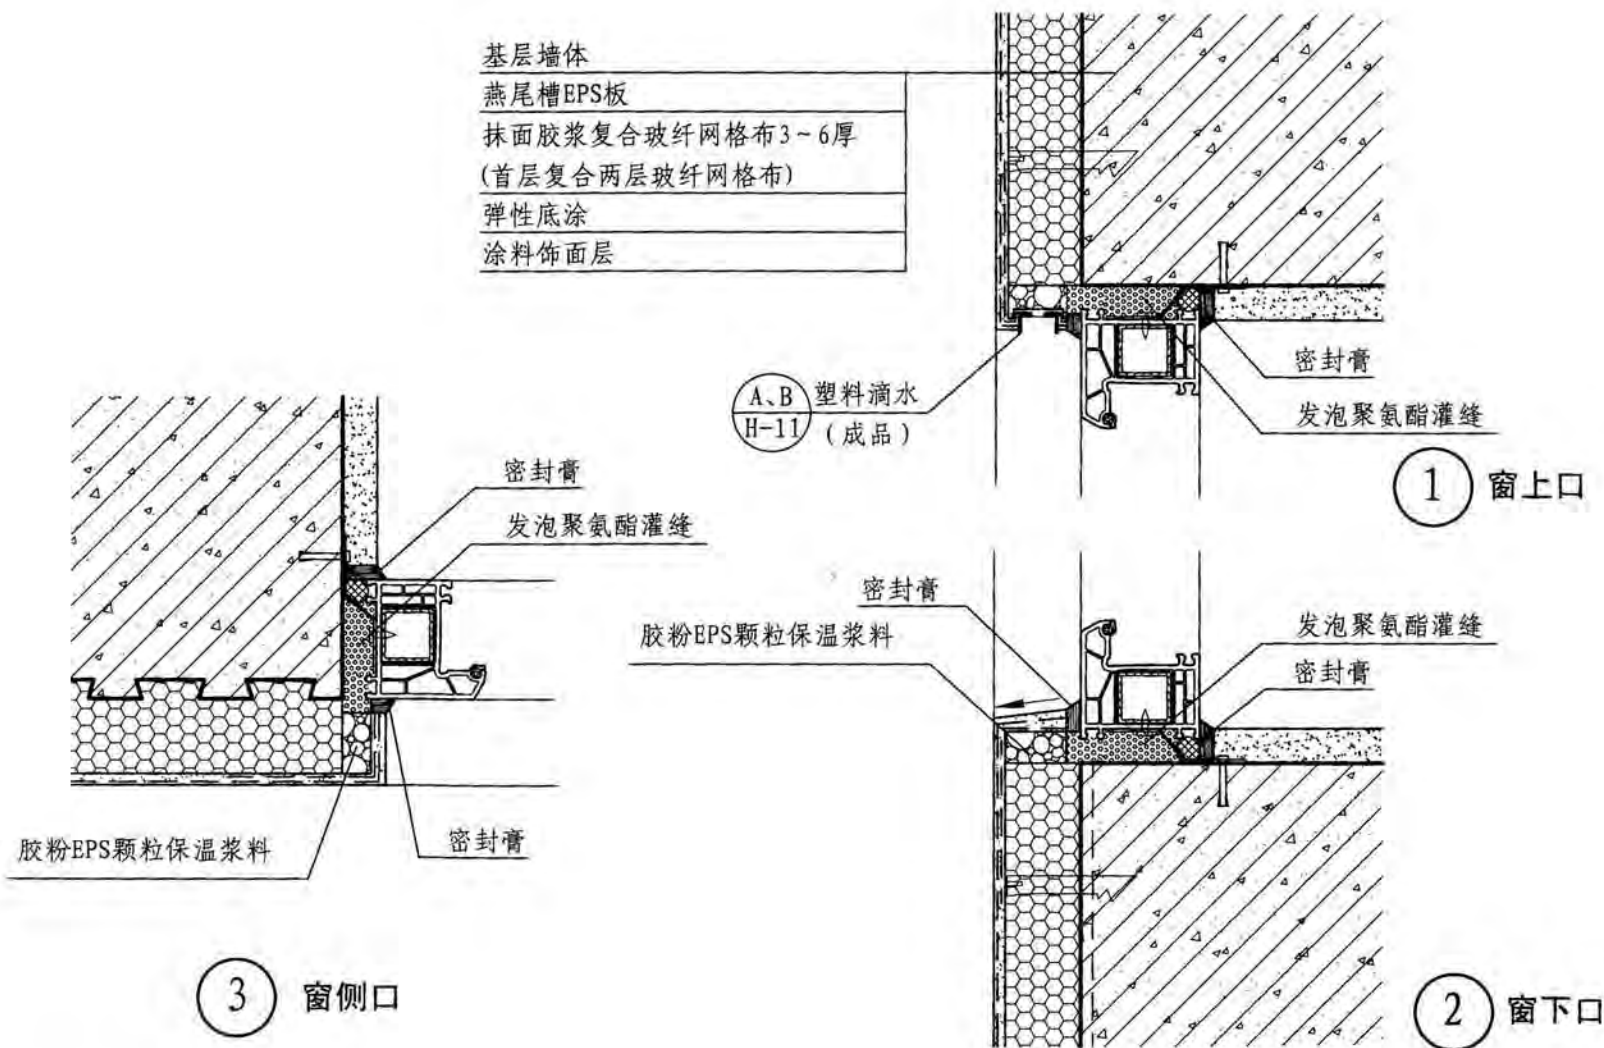 基层墙体
燕尾槽EPS板
抹面胶浆复合玻纤网格布3~6厚
(首层复合两层玻纤网格布)
弹性底涂
涂料饰面层
密封膏
发泡聚氨酯灌缝
A、B
H-11
塑料滴水
(成品)
1 窗上口
密封膏
发泡聚氨酯灌缝
胶粉EPS颗粒保温浆料
密封膏
3 窗侧口
密封膏
胶粉EPS颗粒保温浆料
发泡聚氨酯灌缝
密封膏
2 窗下口